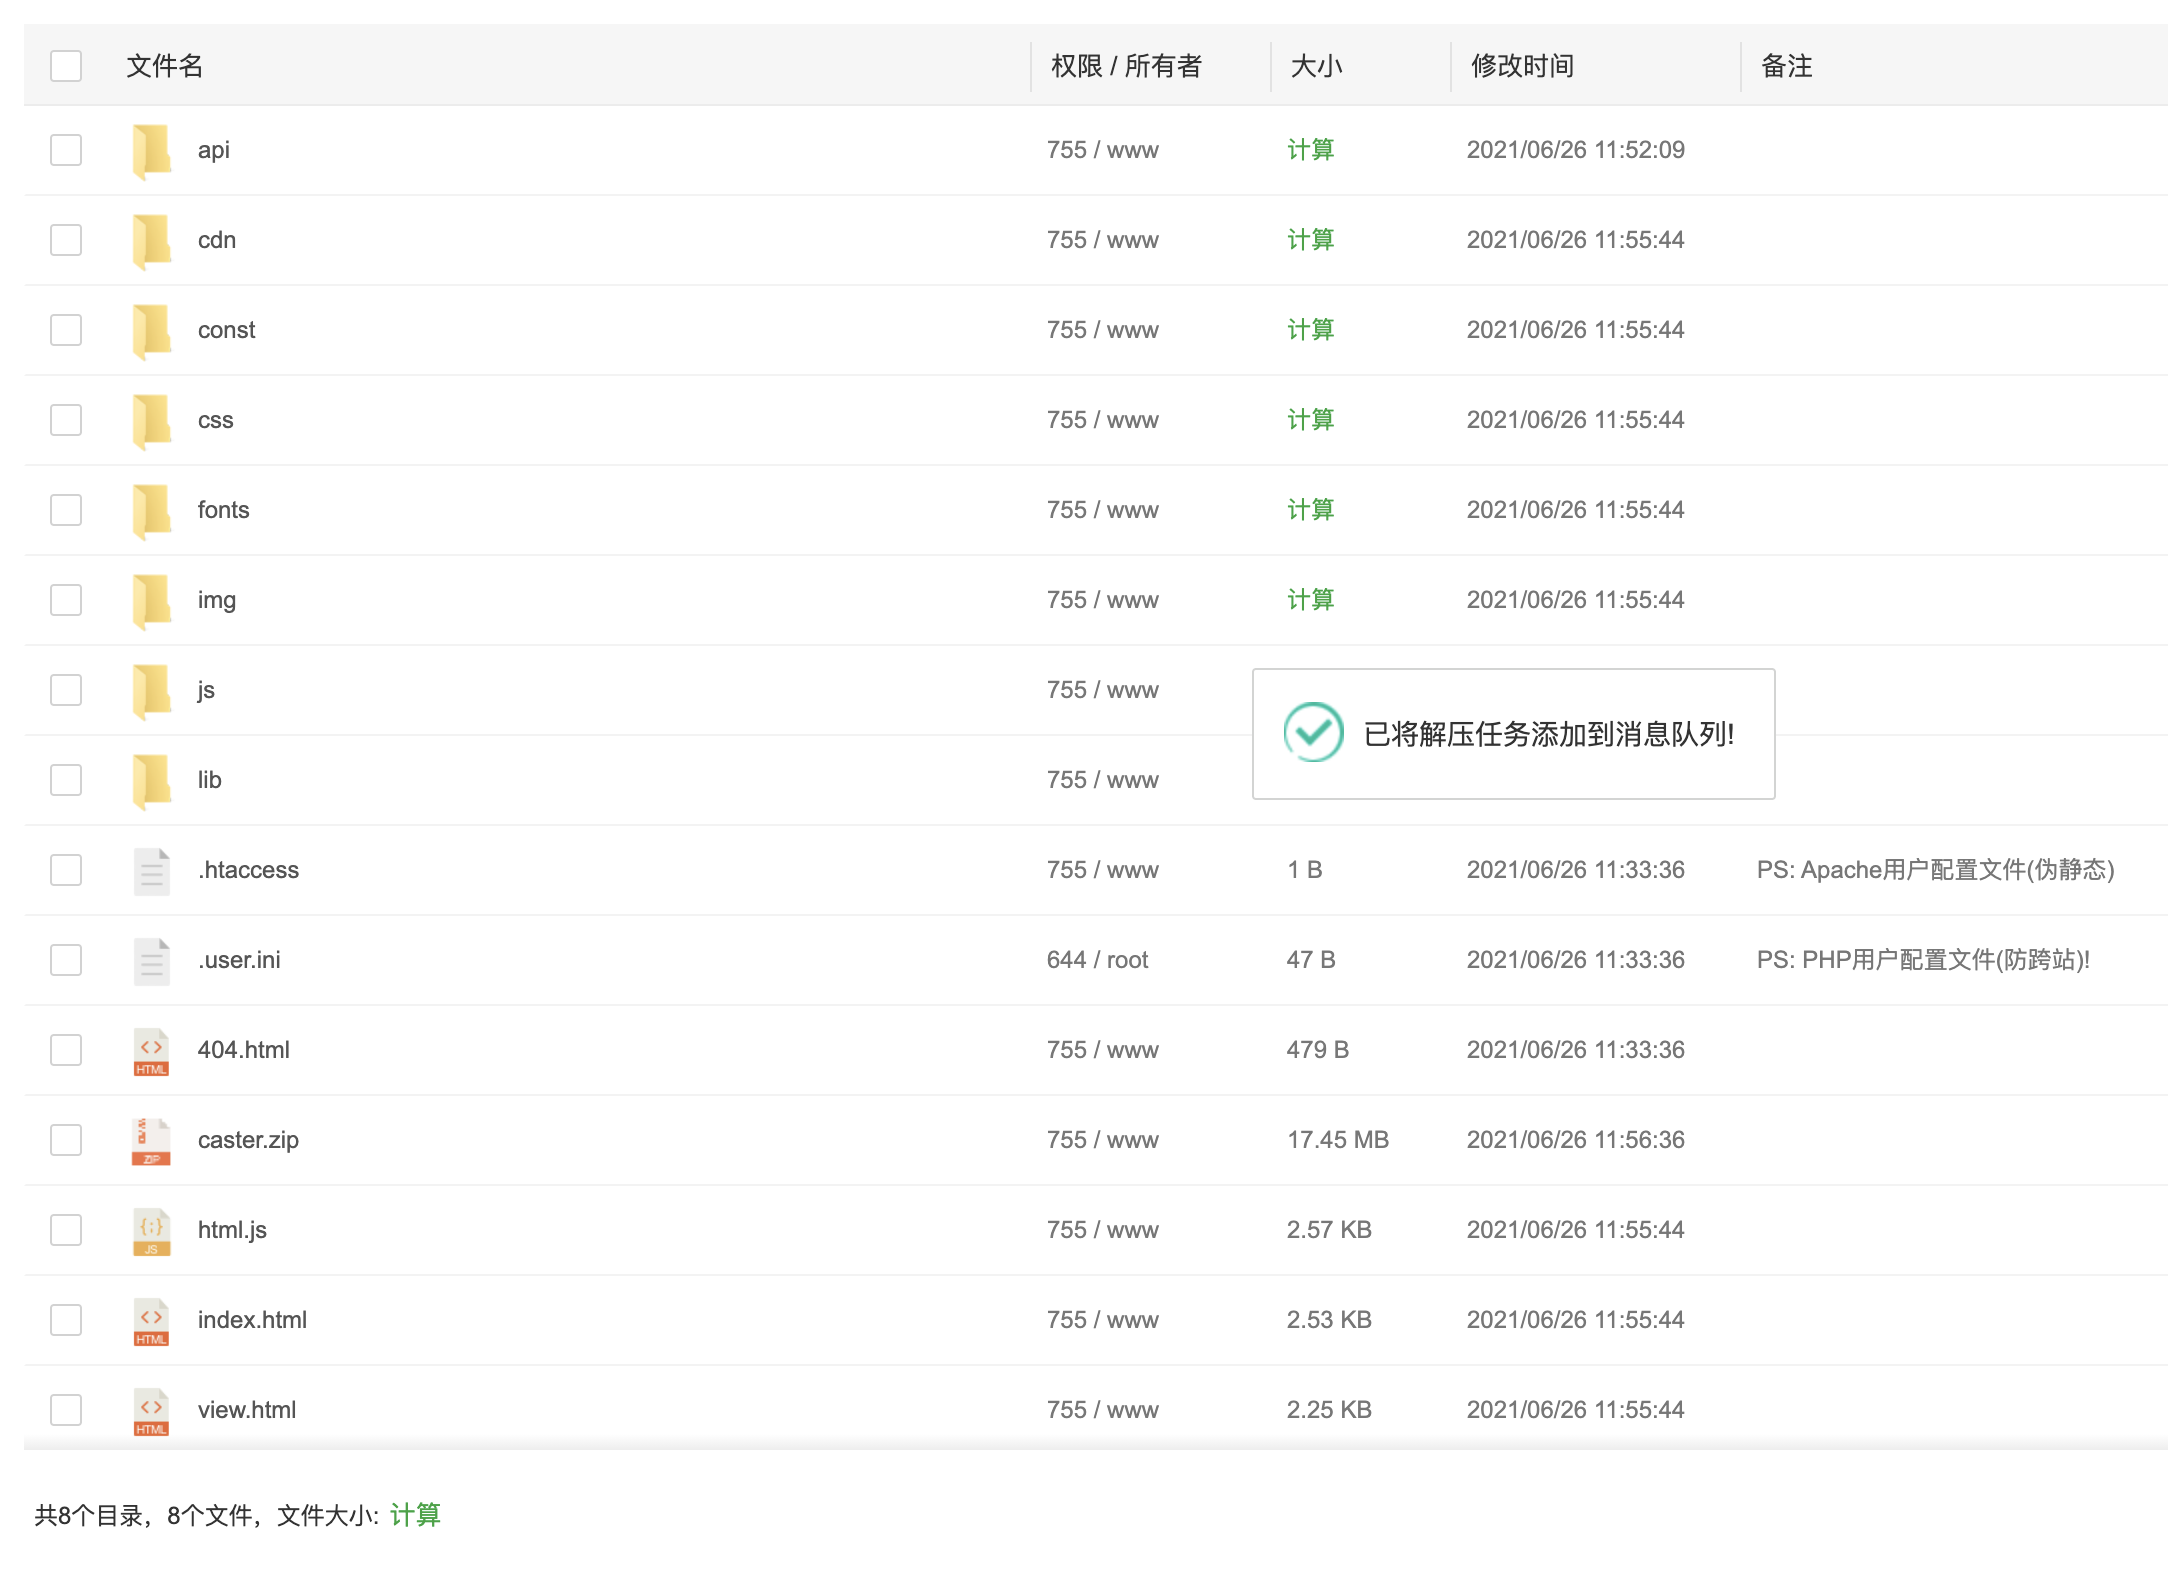 文件名 权限 / 所有者 大小 修改时间 备注
api 755 / www 计算 2021/06/26 11:52:09
cdn 755 / www 计算 2021/06/26 11:55:44
const 755 / www 计算 2021/06/26 11:55:44
css 755 / www 计算 2021/06/26 11:55:44
fonts 755 / www 计算 2021/06/26 11:55:44
img 755 / www 计算 2021/06/26 11:55:44
js 755 / www
已将解压任务添加到消息队列!
lib 755 / www
.htaccess 755 / www 1 B 2021/06/26 11:33:36 PS: Apache用户配置文件(伪静态)
.user.ini 644 / root 47 B 2021/06/26 11:33:36 PS: PHP用户配置文件(防跨站)!
HTML 404.html 755 / www 479 B 2021/06/26 11:33:36
ZIP caster.zip 755 / www 17.45 MB 2021/06/26 11:56:36
{;} JS html.js 755 / www 2.57 KB 2021/06/26 11:55:44
HTML index.html 755 / www 2.53 KB 2021/06/26 11:55:44
HTML view.html 755 / www 2.25 KB 2021/06/26 11:55:44
共8个目录，8个文件，文件大小: 计算